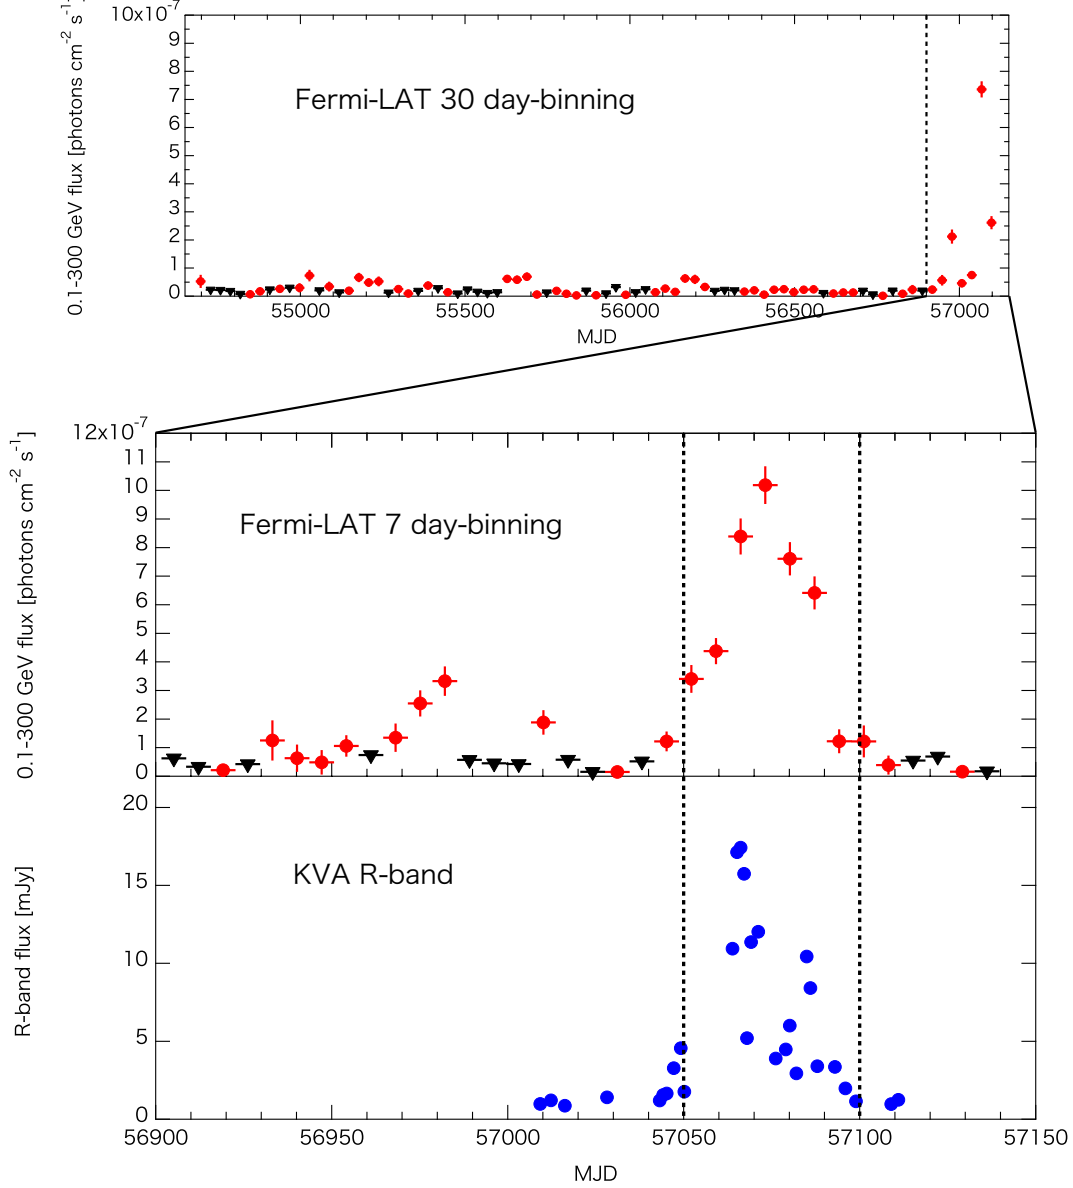 10x10-7
9
8
7
6
5
4
3
2
1
0
0.1-300 GeV flux [photons cm-2 s-1]
Fermi-LAT 30 day-binning
55000 55500 56000 56500 57000
MJD
12x10-7
11
10
9
8
7
6
5
4
3
2
1
0
0.1-300 GeV flux [photons cm-2 s-1]
Fermi-LAT 7 day-binning
20
15
10
5
0
R-band flux [mJy]
KVA R-band
56900 56950 57000 57050 57100 57150
MJD